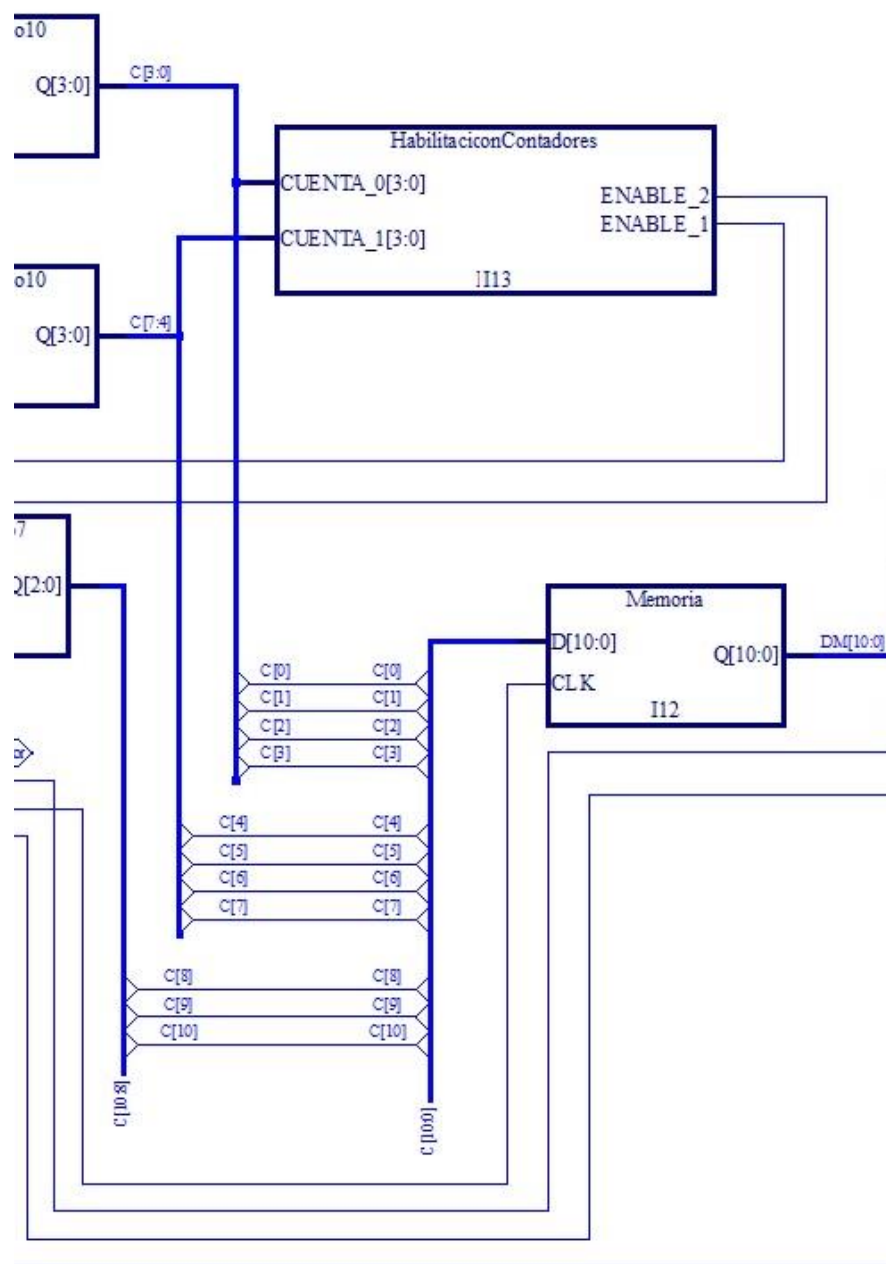 o10
Q[3:0]
C[3:0]
HabilitaciconContadores
CUENTA_0[3:0]
CUENTA_1[3:0]
ENABLE_2
ENABLE_1
I13
o10
Q[3:0]
C[7:4]
o7
Q[2:0]
Memoria
D[10:0]
CLK
Q[10:0]
I12
DM[10:0]
C[0] C[0]
C[1] C[1]
C[2] C[2]
C[3] C[3]
C[4] C[4]
C[5] C[5]
C[6] C[6]
C[7] C[7]
C[8] C[8]
C[9] C[9]
C[10] C[10]
C[10:8]
C[10:0]